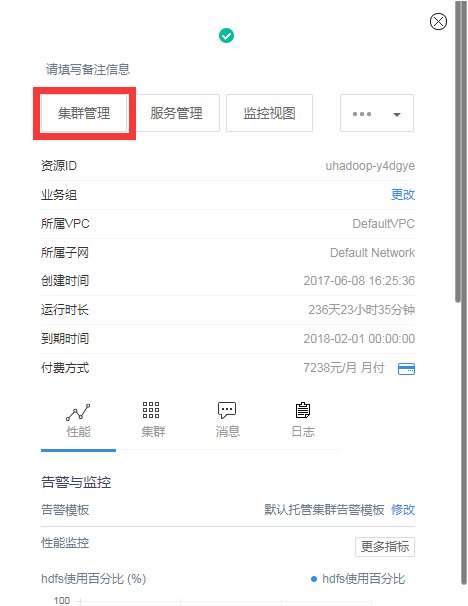 请填写备注信息
集群管理 服务管理 监控视图
资源ID uhadoop-y4dgye
业务组 更改
所属VPC DefaultVPC
所属子网 Default Network
创建时间 2017-06-08 16:25:36
运行时长 236天23小时35分钟
到期时间 2018-02-01 00:00:00
付费方式 7238元/月 月付
性能 集群 消息 日志
告警与监控
告警模板 默认托管集群告警模板 修改
性能监控 更多指标
hdfs使用百分比 (%) hdfs使用百分比
100